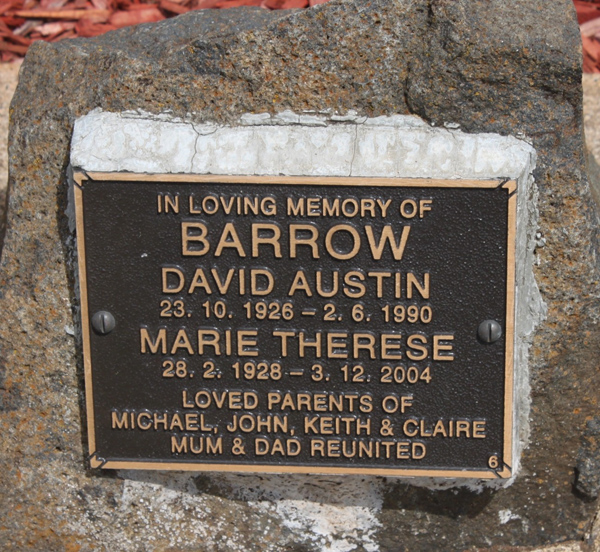 IN LOVING MEMORY OF
BARROW
DAVID AUSTIN
23. 10. 1926 – 2. 6. 1990
MARIE THERESE
28. 2. 1928 – 3. 12. 2004
LOVED PARENTS OF
MICHAEL, JOHN, KEITH & CLAIRE
MUM & DAD REUNITED
6